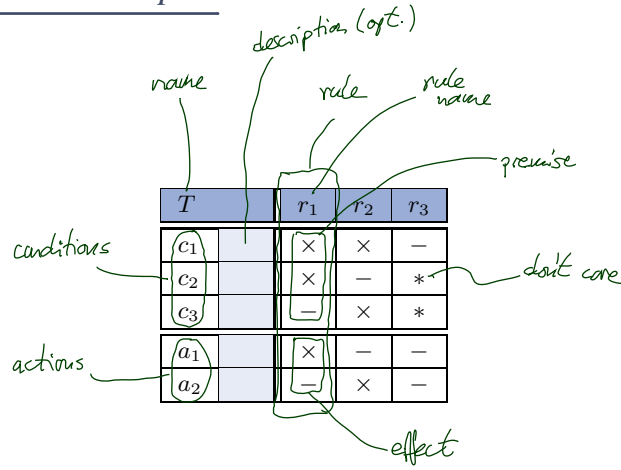 description (opt.)
name
rule
rule name
premise
T r₁ r₂ r₃
conditions
c₁ × × −
c₂ × − *
don't care
c₃ − × *
actions
a₁ × − −
a₂ − × −
effect